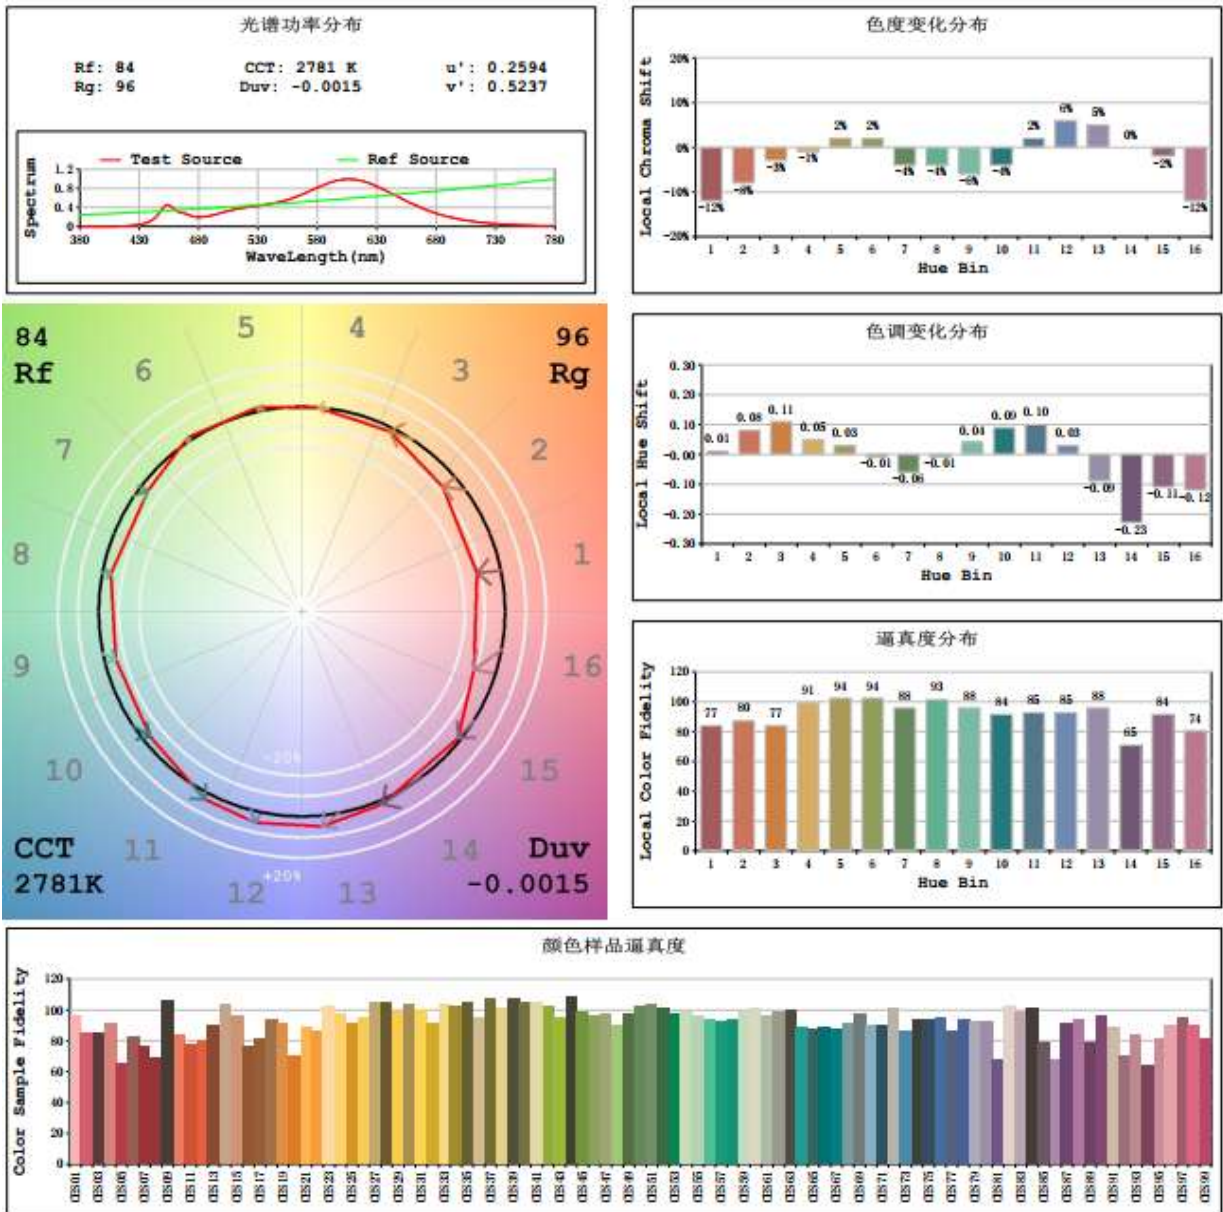 光谱功率分布
Rf: 84 CCT: 2781 K u': 0.2594
Rg: 96 Duv: -0.0015 v': 0.5237
Test Source Ref Source
Spectrum
1.2
0.8
0.4
0
380 430 480 530 580 630 680 730 780
WaveLength(nm)
色度变化分布
Local Chroma Shift
20%
10%
0%
-10%
-20%
-12% -8% -3% -1% 2% 2% -4% -4% -6% -4% 2% 6% 5% 0% -2% -12%
1 2 3 4 5 6 7 8 9 10 11 12 13 14 15 16
Hue Bin
84
Rf
96
Rg
5 4
6 3
7 2
8 1
9 16
10 15
11 14
12 13
-20%
+20%
CCT
2781K
Duv
-0.0015
色调变化分布
Local Hue Shift
0.30
0.20
0.10
-0.00
-0.10
-0.20
-0.30
0.01 0.08 0.11 0.05 0.03 -0.01 -0.06 -0.01 0.04 0.09 0.10 0.03 -0.09 -0.23 -0.11 -0.12
1 2 3 4 5 6 7 8 9 10 11 12 13 14 15 16
Hue Bin
逼真度分布
Local Color Fidelity
120
100
80
60
40
20
0
77 80 77 91 94 94 88 93 88 84 85 85 88 65 84 74
1 2 3 4 5 6 7 8 9 10 11 12 13 14 15 16
Hue Bin
颜色样品逼真度
Color Sample Fidelity
120
100
80
60
40
20
0